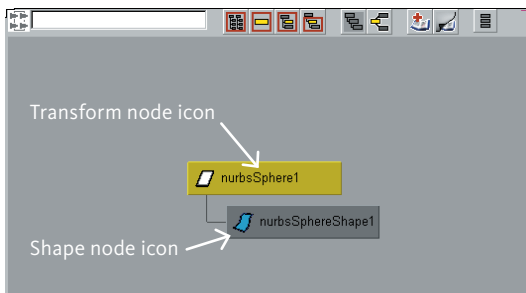 Transform node icon
nurbsSphere1
nurbsSphereShape1
Shape node icon